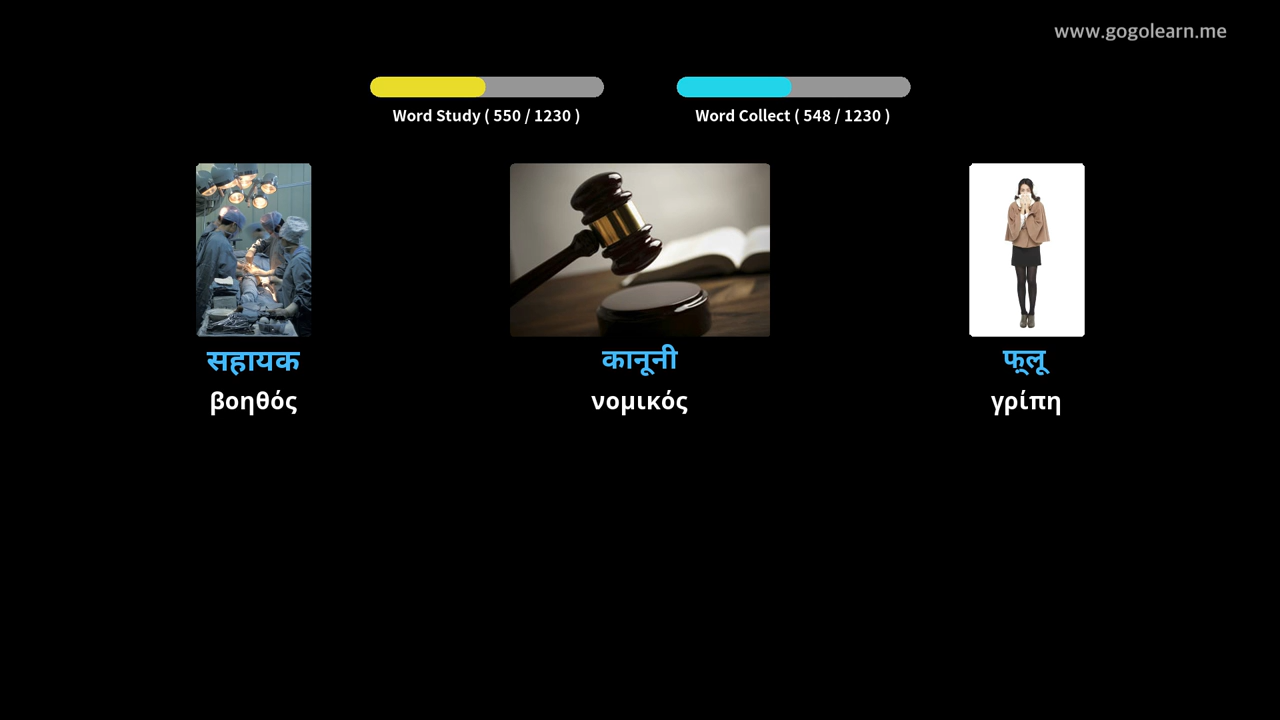 www.gogolearn.me
Word Study ( 550 / 1230 )
Word Collect ( 548 / 1230 )
सहायक
कानूनी
फ़्लू
βοηθός
νομικός
γρίπη